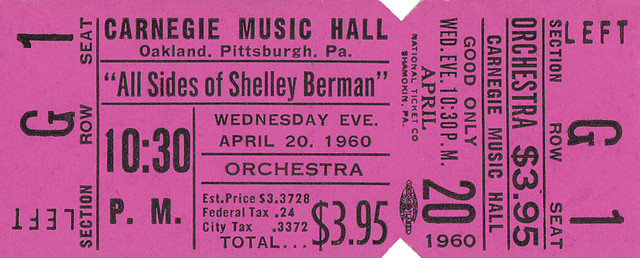 SEAT 1
ROW G
SECTION LEFT
CARNEGIE MUSIC HALL
Oakland, Pittsburgh, Pa.
"All Sides of Shelley Berman"
10:30
P. M.
WEDNESDAY EVE.
APRIL 20. 1960
ORCHESTRA
Est.Price $3.3728
Federal Tax .24
City Tax .3372
TOTAL... $3.95
NATIONAL TICKET CO
SHAMOKIN, PA.
APRIL
20
1960
WED. EVE. 10:30 P. M.
GOOD ONLY
CARNEGIE MUSIC HALL
ORCHESTRA $3.95
SECTION LEFT
ROW G
SEAT 1